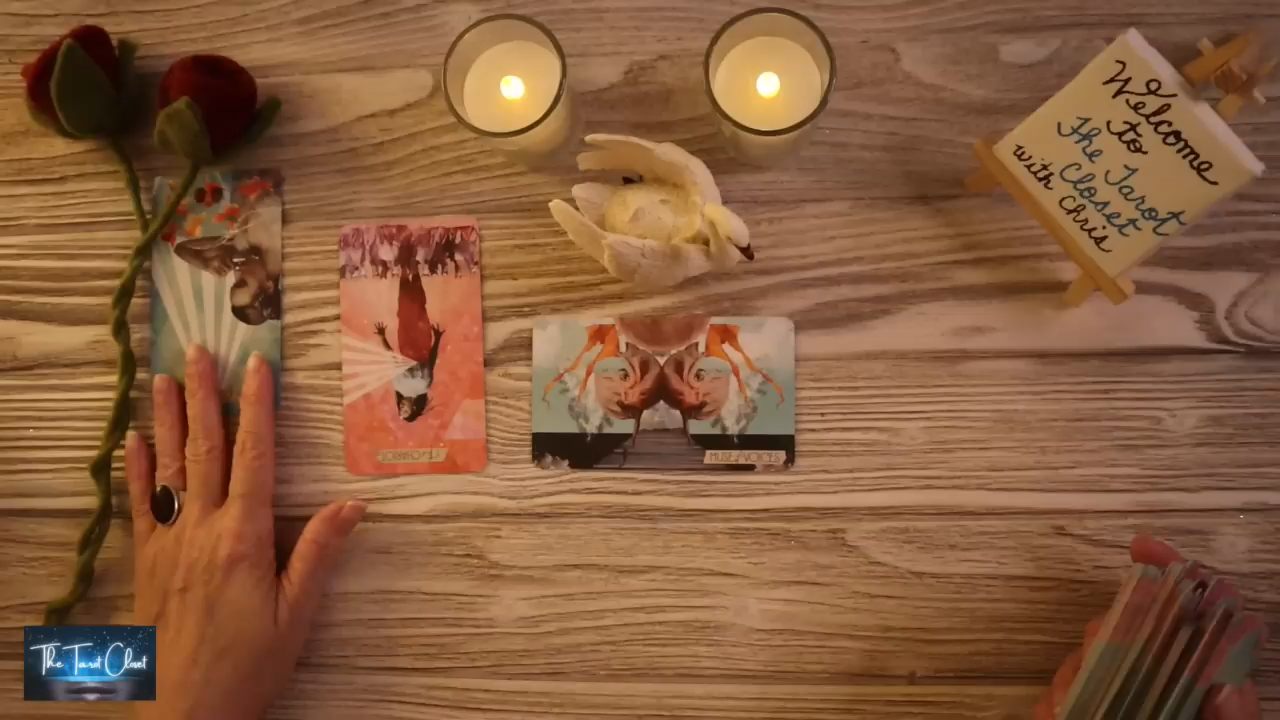 Welcome
to
The Tarot
Closet
with Chris
MUSE of VOICES
The Tarot Closet